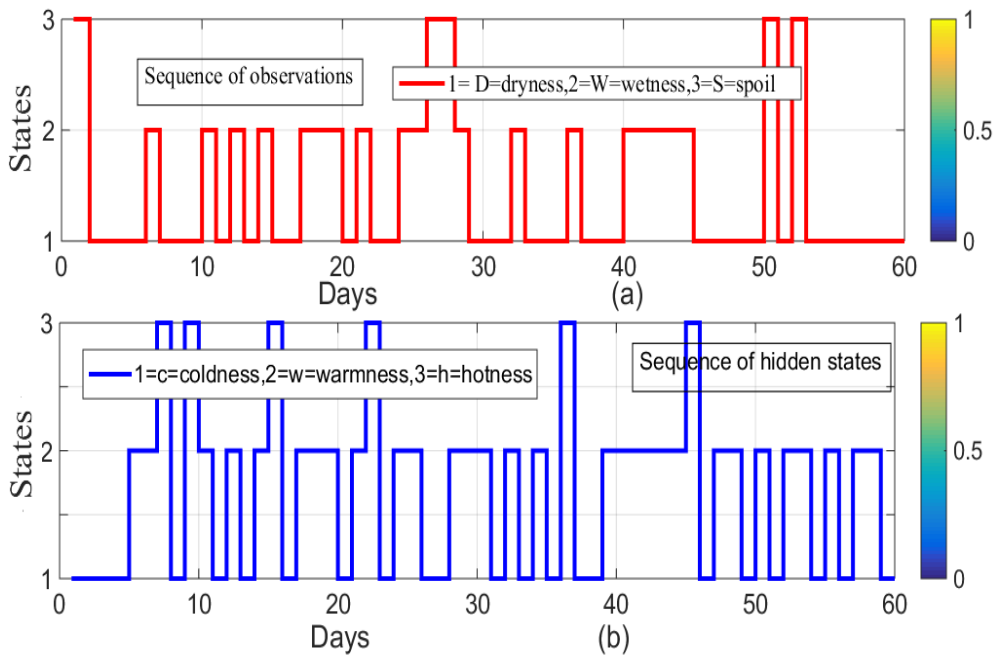 3
2
1
States
Sequence of observations
1= D=dryness,2=W=wetness,3=S=spoil
0 10 20 30 40 50 60
Days (a)
1
0.5
0
3
2
1
States
1=c=coldness,2=w=warmness,3=h=hotness
Sequence of hidden states
0 10 20 30 40 50 60
Days (b)
1
0.5
0